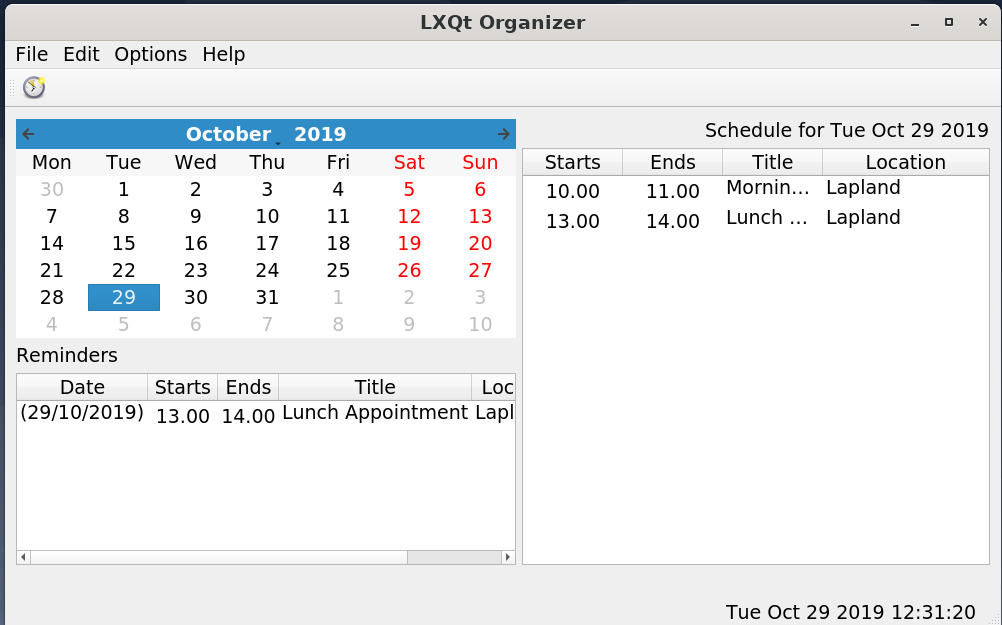 LXQt Organizer
File Edit Options Help
October 2019
Mon Tue Wed Thu Fri Sat Sun
30 1 2 3 4 5 6
7 8 9 10 11 12 13
14 15 16 17 18 19 20
21 22 23 24 25 26 27
28 29 30 31 1 2 3
4 5 6 7 8 9 10
Reminders
Date Starts Ends Title Loc
(29/10/2019) 13.00 14.00 Lunch Appointment Lapl
Schedule for Tue Oct 29 2019
Starts Ends Title Location
10.00 11.00 Mornin... Lapland
13.00 14.00 Lunch ... Lapland
Tue Oct 29 2019 12:31:20